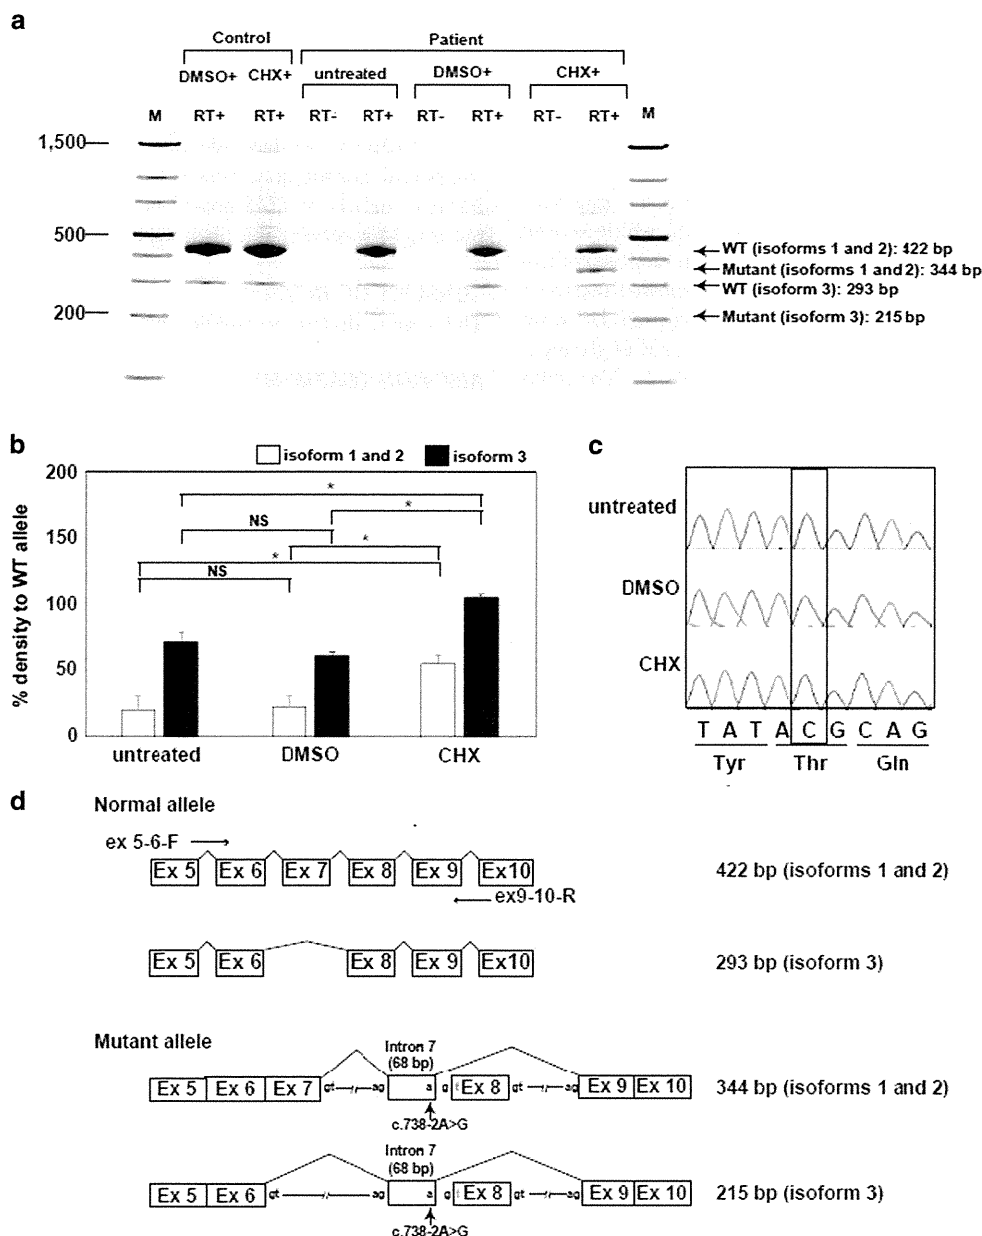 a
Control
Patient
DMSO+ CHX+ untreated DMSO+ CHX+
M RT+ RT+ RT- RT+ RT- RT+ RT- RT+ M
1,500
500
200
WT (isoforms 1 and 2): 422 bp
Mutant (isoforms 1 and 2): 344 bp
WT (isoform 3): 293 bp
Mutant (isoform 3): 215 bp
b
isoform 1 and 2 isoform 3
% density to WT allele
200
150
100
50
0
*
*
NS
*
*
NS
untreated DMSO CHX
c
untreated
DMSO
CHX
T A T A C G C A G
Tyr Thr Gln
d
Normal allele
ex 5-6-F
Ex 5 Ex 6 Ex 7 Ex 8 Ex 9 Ex10
ex9-10-R
422 bp (isoforms 1 and 2)
Ex 5 Ex 6 Ex 8 Ex 9 Ex10
293 bp (isoform 3)
Mutant allele
Intron 7
(68 bp)
Ex 5 Ex 6 Ex 7 gt ag a g t Ex 8 gt ag Ex 9 Ex 10
344 bp (isoforms 1 and 2)
c.738-2A>G
Intron 7
(68 bp)
Ex 5 Ex 6 gt ag a g t Ex 8 gt ag Ex 9 Ex 10
215 bp (isoform 3)
c.738-2A>G